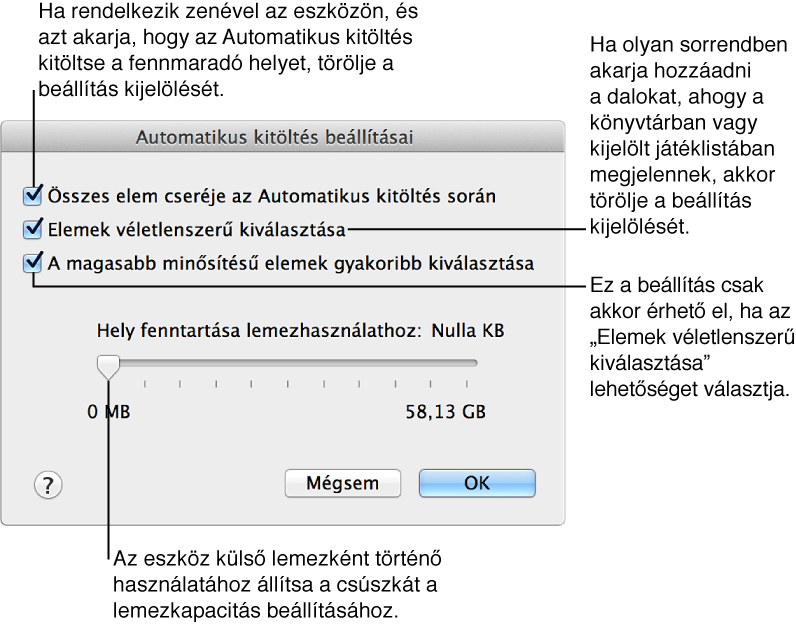 Ha rendelkezik zenével az eszközön, és
azt akarja, hogy az Automatikus kitöltés
kitöltse a fennmaradó helyet, törölje a
beállítás kijelölését.
Ha olyan sorrendben
akarja hozzáadni
a dalokat, ahogy a
könyvtárban vagy
kijelölt játéklistában
megjelennek, akkor
törölje a beállítás
kijelölését.
Automatikus kitöltés beállításai
Összes elem cseréje az Automatikus kitöltés során
Elemek véletlenszerű kiválasztása
A magasabb minősítésű elemek gyakoribb kiválasztása
Ez a beállítás csak
akkor érhető el, ha az
„Elemek véletlenszerű
kiválasztása”
lehetőséget választja.
Hely fenntartása lemezhasználathoz: Nulla KB
0 MB 58,13 GB
? Mégsem OK
Az eszköz külső lemezként történő
használatához állítsa a csúszkát a
lemezkapacitás beállításához.